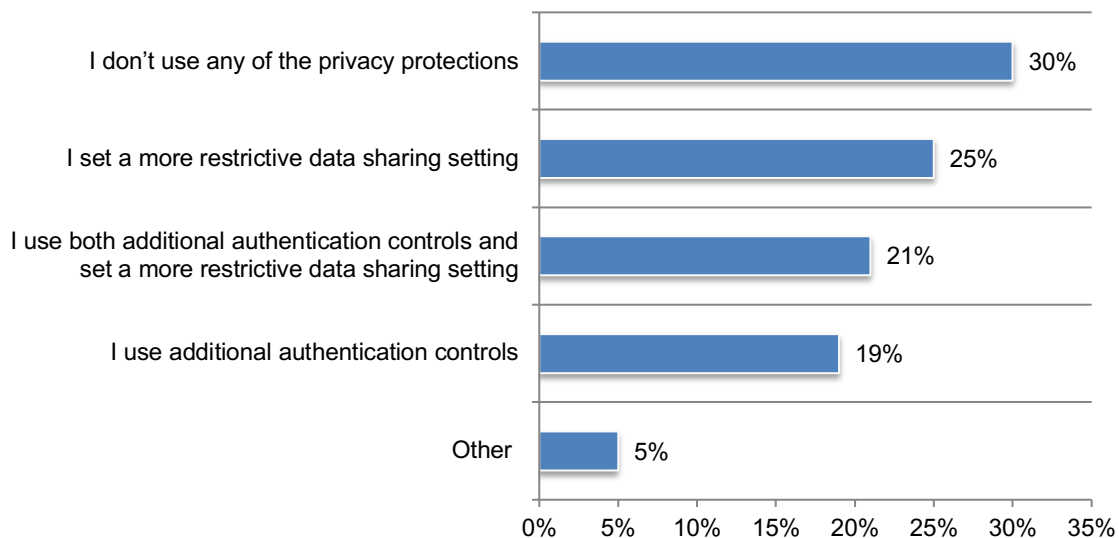 I don’t use any of the privacy protections
30%
I set a more restrictive data sharing setting
25%
I use both additional authentication controls and
set a more restrictive data sharing setting
21%
I use additional authentication controls
19%
Other
5%
0% 5% 10% 15% 20% 25% 30% 35%